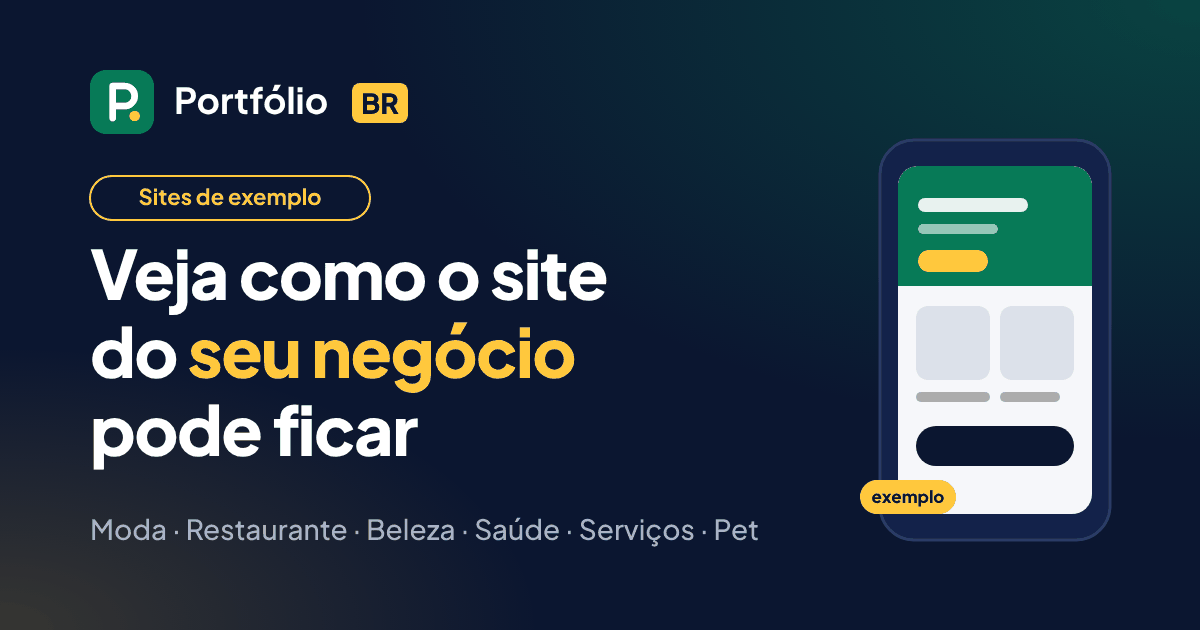 P.
Portfólio BR
Sites de exemplo
Veja como o site
do seu negócio
pode ficar
Moda · Restaurante · Beleza · Saúde · Serviços · Pet
exemplo